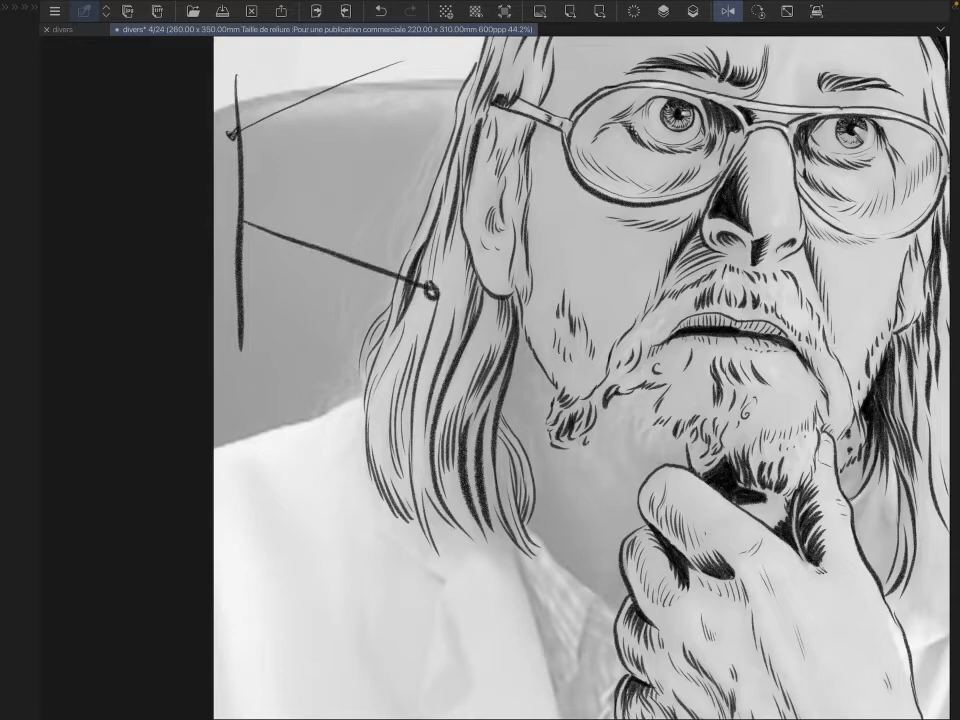 divers
divers* 4/24 (260.00 x 350.00mm Taille de reliure :Pour une publication commerciale 220.00 x 310.00mm 600ppp 44.2%)